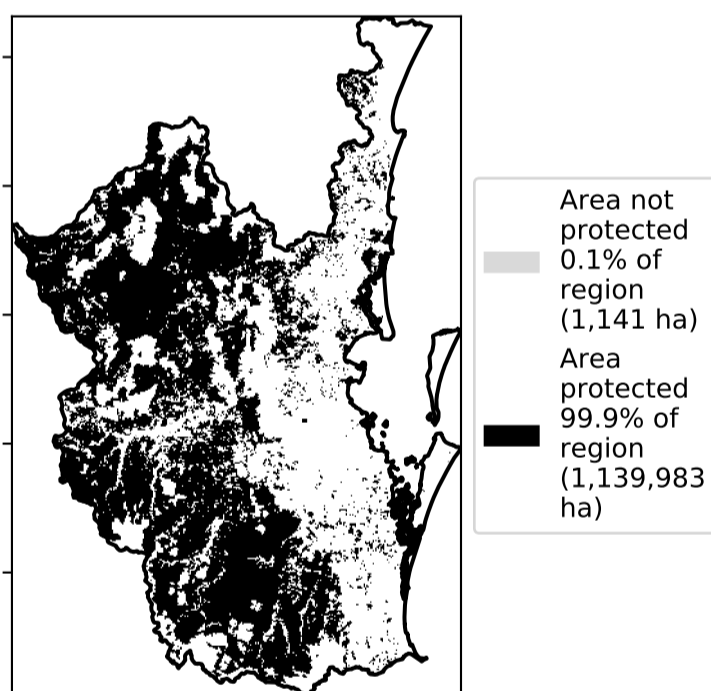 Area not
protected
0.1% of
region
(1,141 ha)
Area
protected
99.9% of
region
(1,139,983
ha)